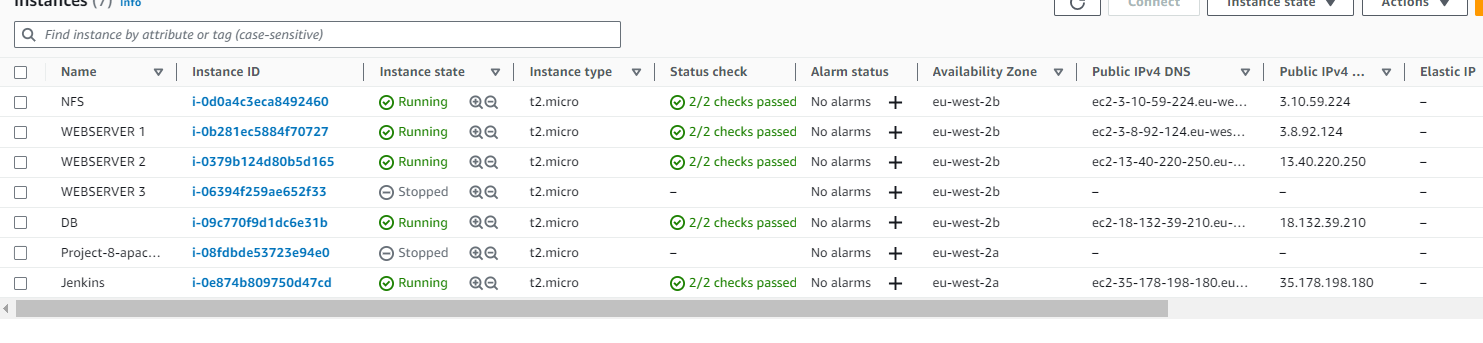 Instances (7) Info
Connect Instance state Actions
Find instance by attribute or tag (case-sensitive)
Name Instance ID Instance state Instance type Status check Alarm status Availability Zone Public IPv4 DNS Public IPv4 ... Elastic IP
NFS i-0d0a4c3eca8492460 Running t2.micro 2/2 checks passed No alarms + eu-west-2b ec2-3-10-59-224.eu-we... 3.10.59.224 –
WEBSERVER 1 i-0b281ec5884f70727 Running t2.micro 2/2 checks passed No alarms + eu-west-2b ec2-3-8-92-124.eu-wes... 3.8.92.124 –
WEBSERVER 2 i-0379b124d80b5d165 Running t2.micro 2/2 checks passed No alarms + eu-west-2b ec2-13-40-220-250.eu-... 13.40.220.250 –
WEBSERVER 3 i-06394f259ae652f33 Stopped t2.micro – No alarms + eu-west-2b – – –
DB i-09c770f9d1dc6e31b Running t2.micro 2/2 checks passed No alarms + eu-west-2b ec2-18-132-39-210.eu-... 18.132.39.210 –
Project-8-apac... i-08fdbde53723e94e0 Stopped t2.micro – No alarms + eu-west-2a – – –
Jenkins i-0e874b809750d47cd Running t2.micro 2/2 checks passed No alarms + eu-west-2a ec2-35-178-198-180.eu... 35.178.198.180 –